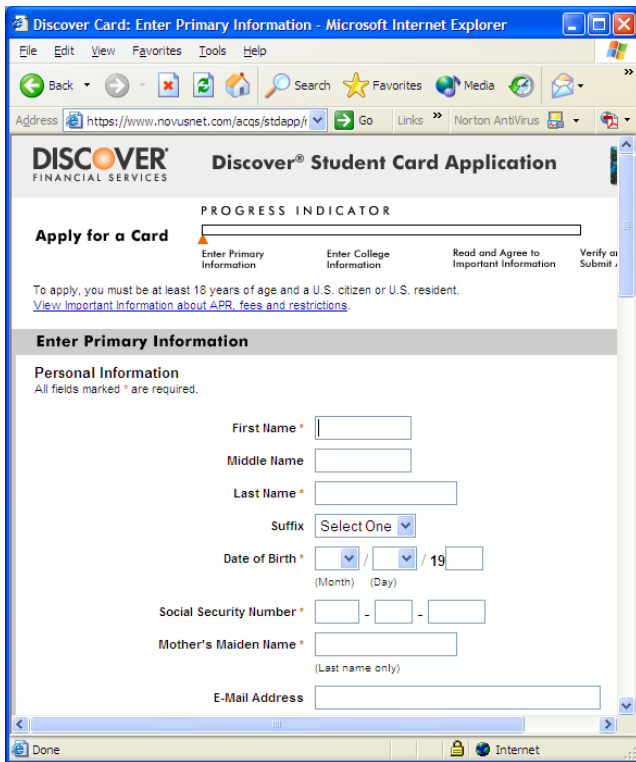 Discover Card: Enter Primary Information - Microsoft Internet Explorer
File Edit View Favorites Tools Help
Back Search Favorites Media »
Address https://www.novusnet.com/acqs/stdapp/r Go Links » Norton AntiVirus
DISCOVER®
FINANCIAL SERVICES
Discover® Student Card Application
PROGRESS INDICATOR
Apply for a Card
Enter Primary Information
Enter College Information
Read and Agree to Important Information
Verify an
Submit
To apply, you must be at least 18 years of age and a U.S. citizen or U.S. resident.
View Important Information about APR, fees and restrictions.
Enter Primary Information
Personal Information
All fields marked * are required.
First Name *
Middle Name
Last Name *
Suffix Select One
Date of Birth * / / 19
(Month) (Day)
Social Security Number * - -
Mother's Maiden Name *
(Last name only)
E-Mail Address
Done Internet